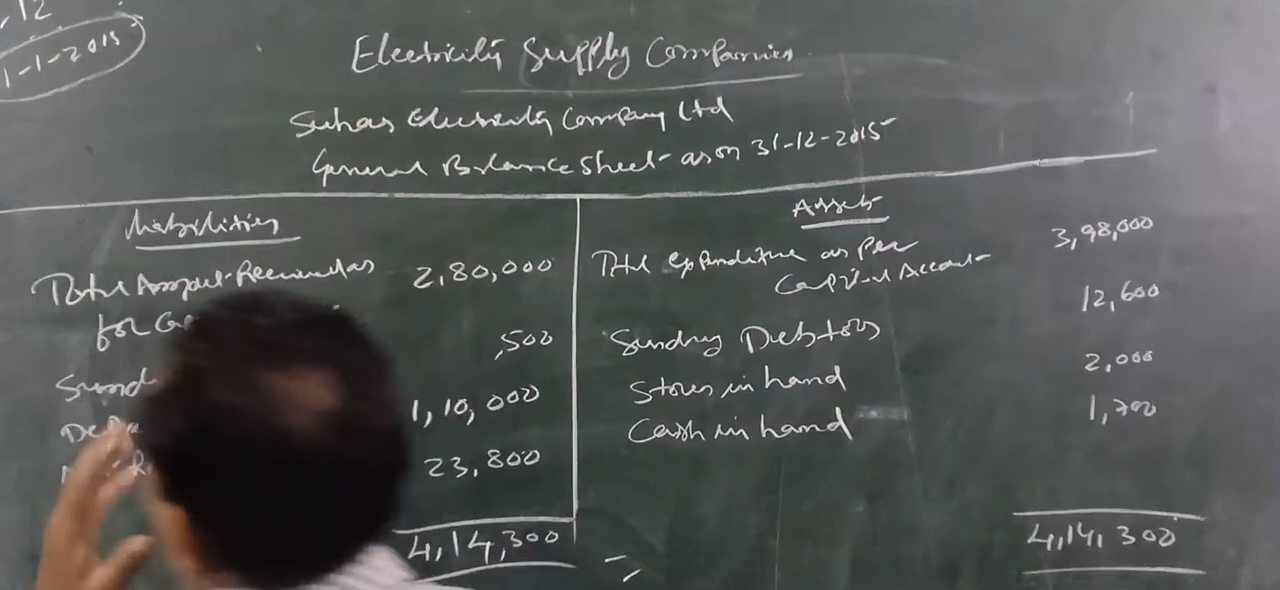 .12
1-1-2015
Electricity Supply Companies
Suhas Electricity Company Ltd
General Balance Sheet as on 31-12-2015
Liabilities
Total Amount Received as 2,80,000
for
,500
1,10,000
23,800
4,14,300
Assets
Total expenditure as per 3,98,000
Capital Account
Sundry Debtors 12,600
Stores in hand 2,000
Cash in hand 1,700
4,14,300